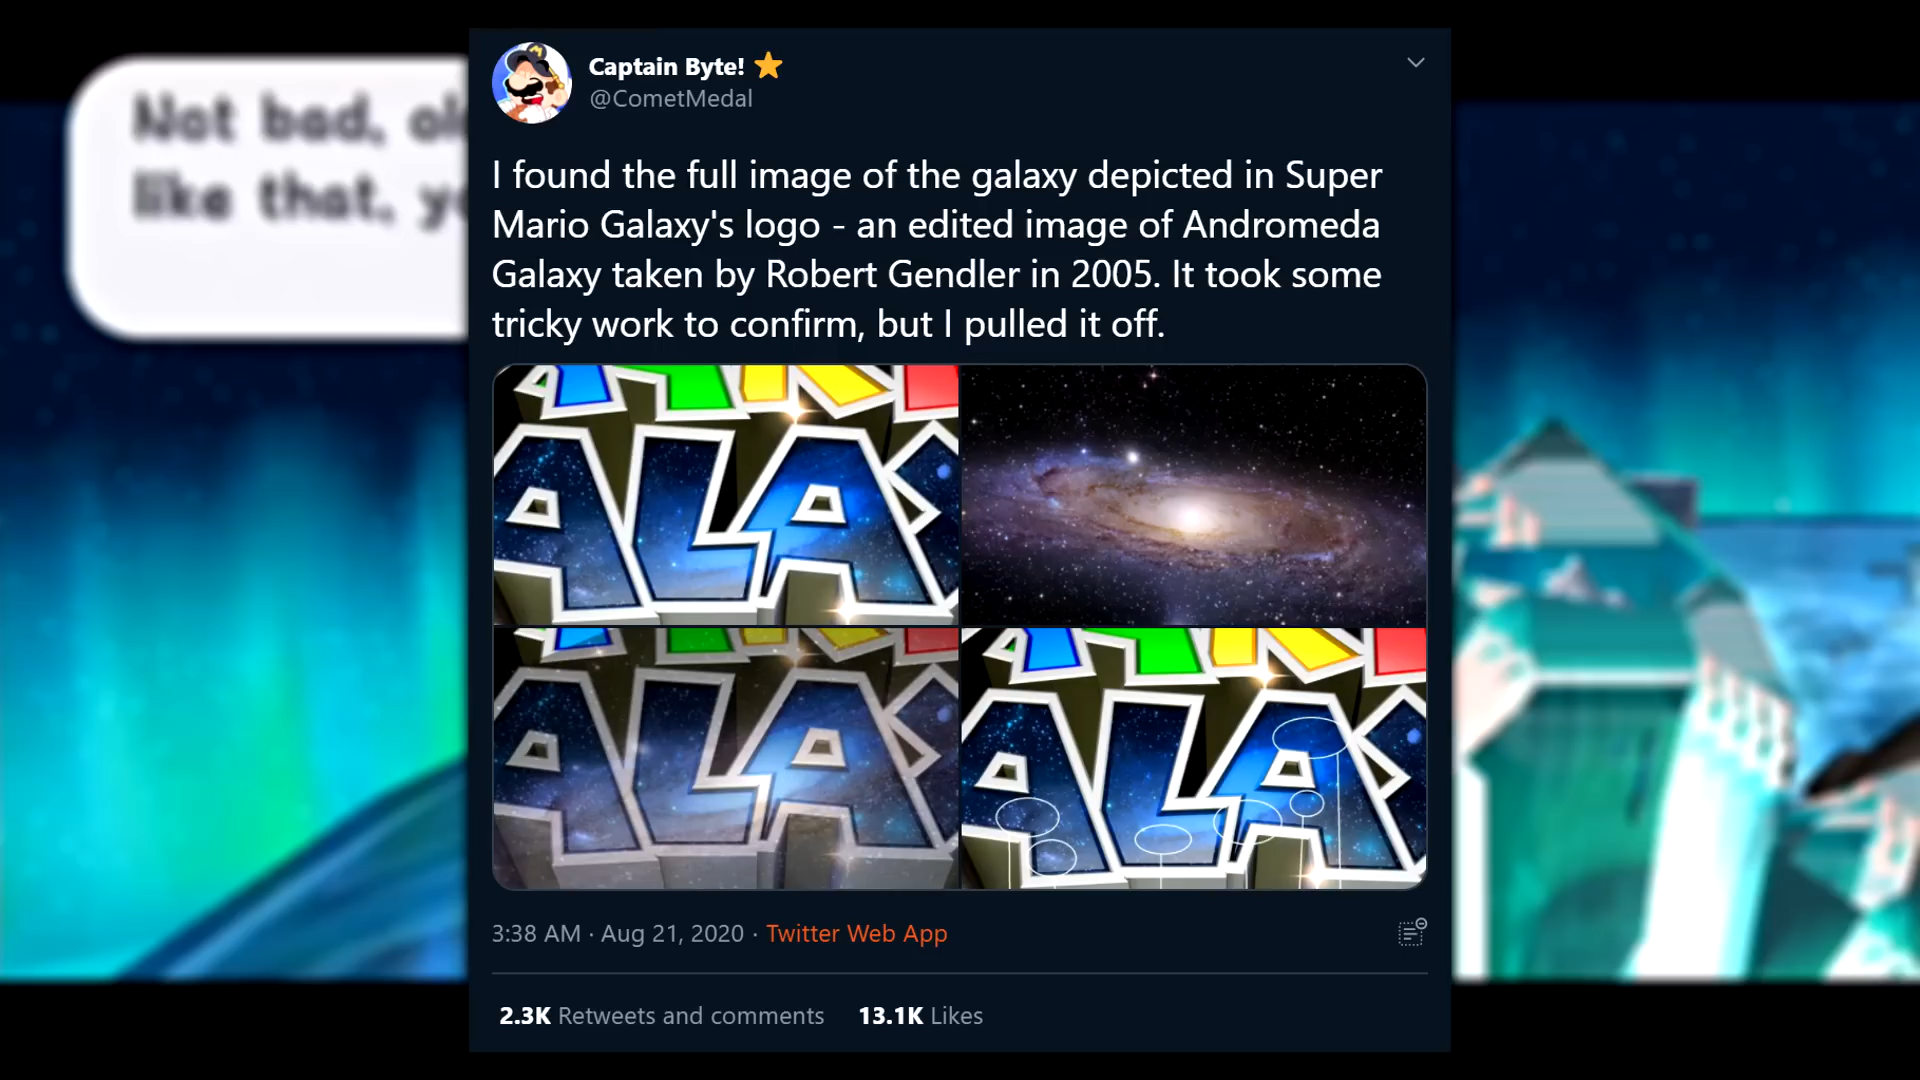 Not bad,
like that,
Captain Byte! ⭐
@CometMedal
I found the full image of the galaxy depicted in Super
Mario Galaxy's logo - an edited image of Andromeda
Galaxy taken by Robert Gendler in 2005. It took some
tricky work to confirm, but I pulled it off.
ALA
ALA
ALA
3:38 AM · Aug 21, 2020 · Twitter Web App
2.3K Retweets and comments 13.1K Likes